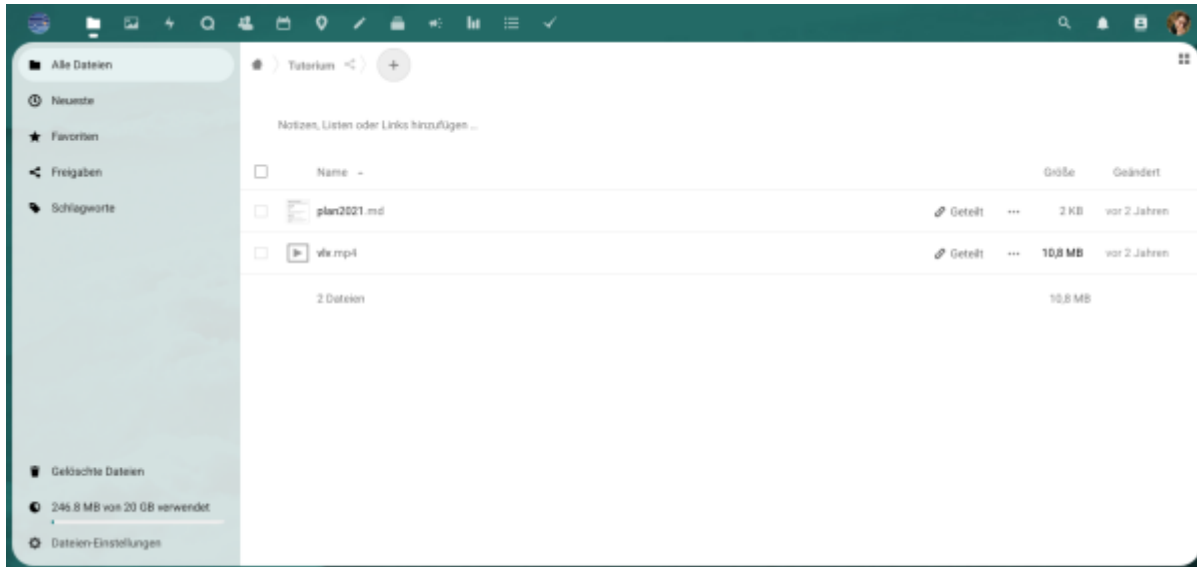 Alle Dateien
Neueste
Favoriten
Freigaben
Schlagworte
Gelöschte Dateien
246.8 MB von 20 GB verwendet
Dateien-Einstellungen
Tutorium
Notizen, Listen oder Links hinzufügen ...
Name Größe Geändert
plan2021.md Geteilt 2 KB vor 2 Jahren
vlv.mp4 Geteilt 10,8 MB vor 2 Jahren
2 Dateien 10,8 MB